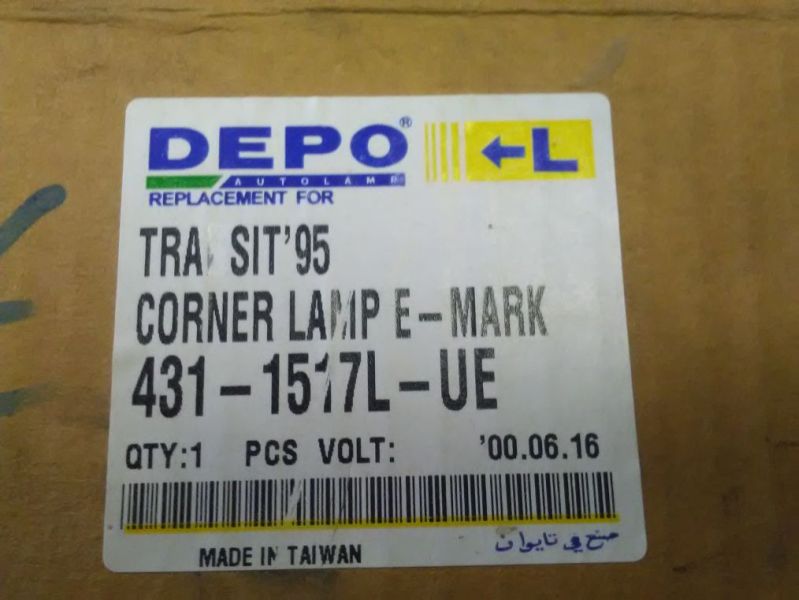 DEPO® ←L
AUTOLAMP
REPLACEMENT FOR
TRANSIT'95
CORNER LAMP E-MARK
431-1517L-UE
QTY:1 PCS VOLT: '00.06.16
MADE IN TAIWAN صنع في تايوان